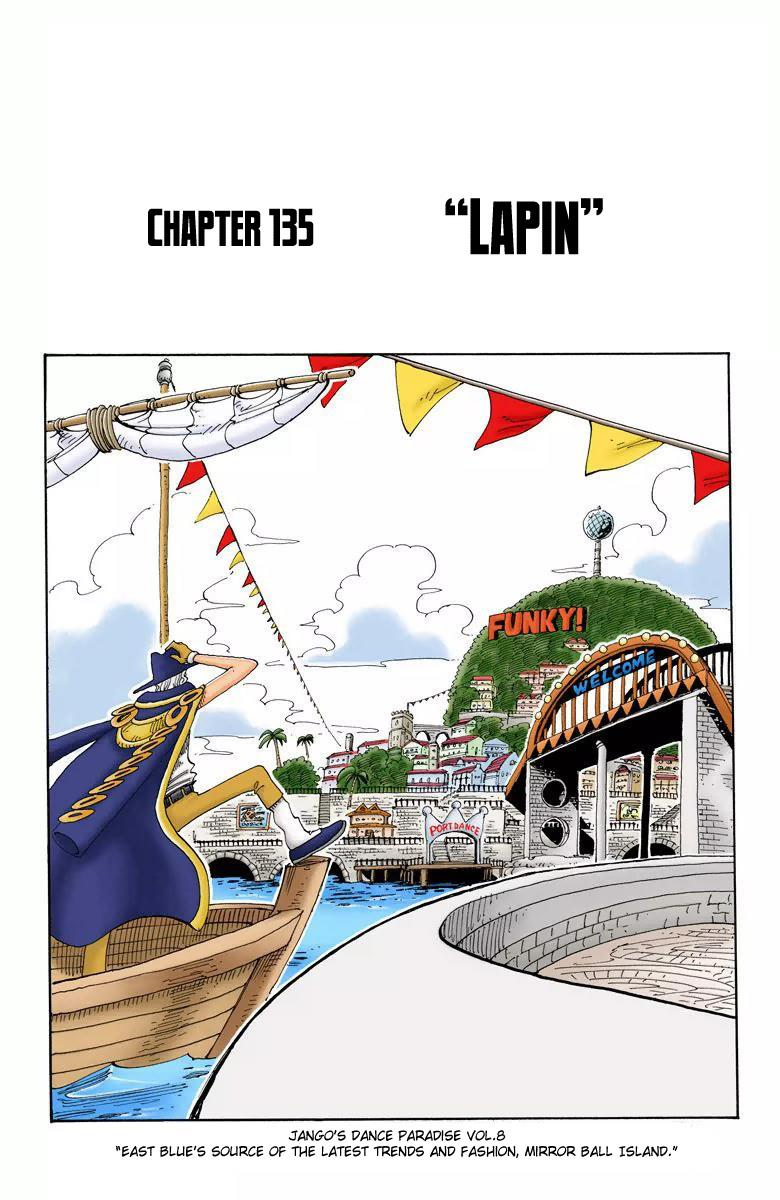 CHAPTER 135
"LAPIN"
FUNKY!
WELCOME
PORT DANCE
JANGO'S DANCE PARADISE VOL.8
"EAST BLUE'S SOURCE OF THE LATEST TRENDS AND FASHION, MIRROR BALL ISLAND."